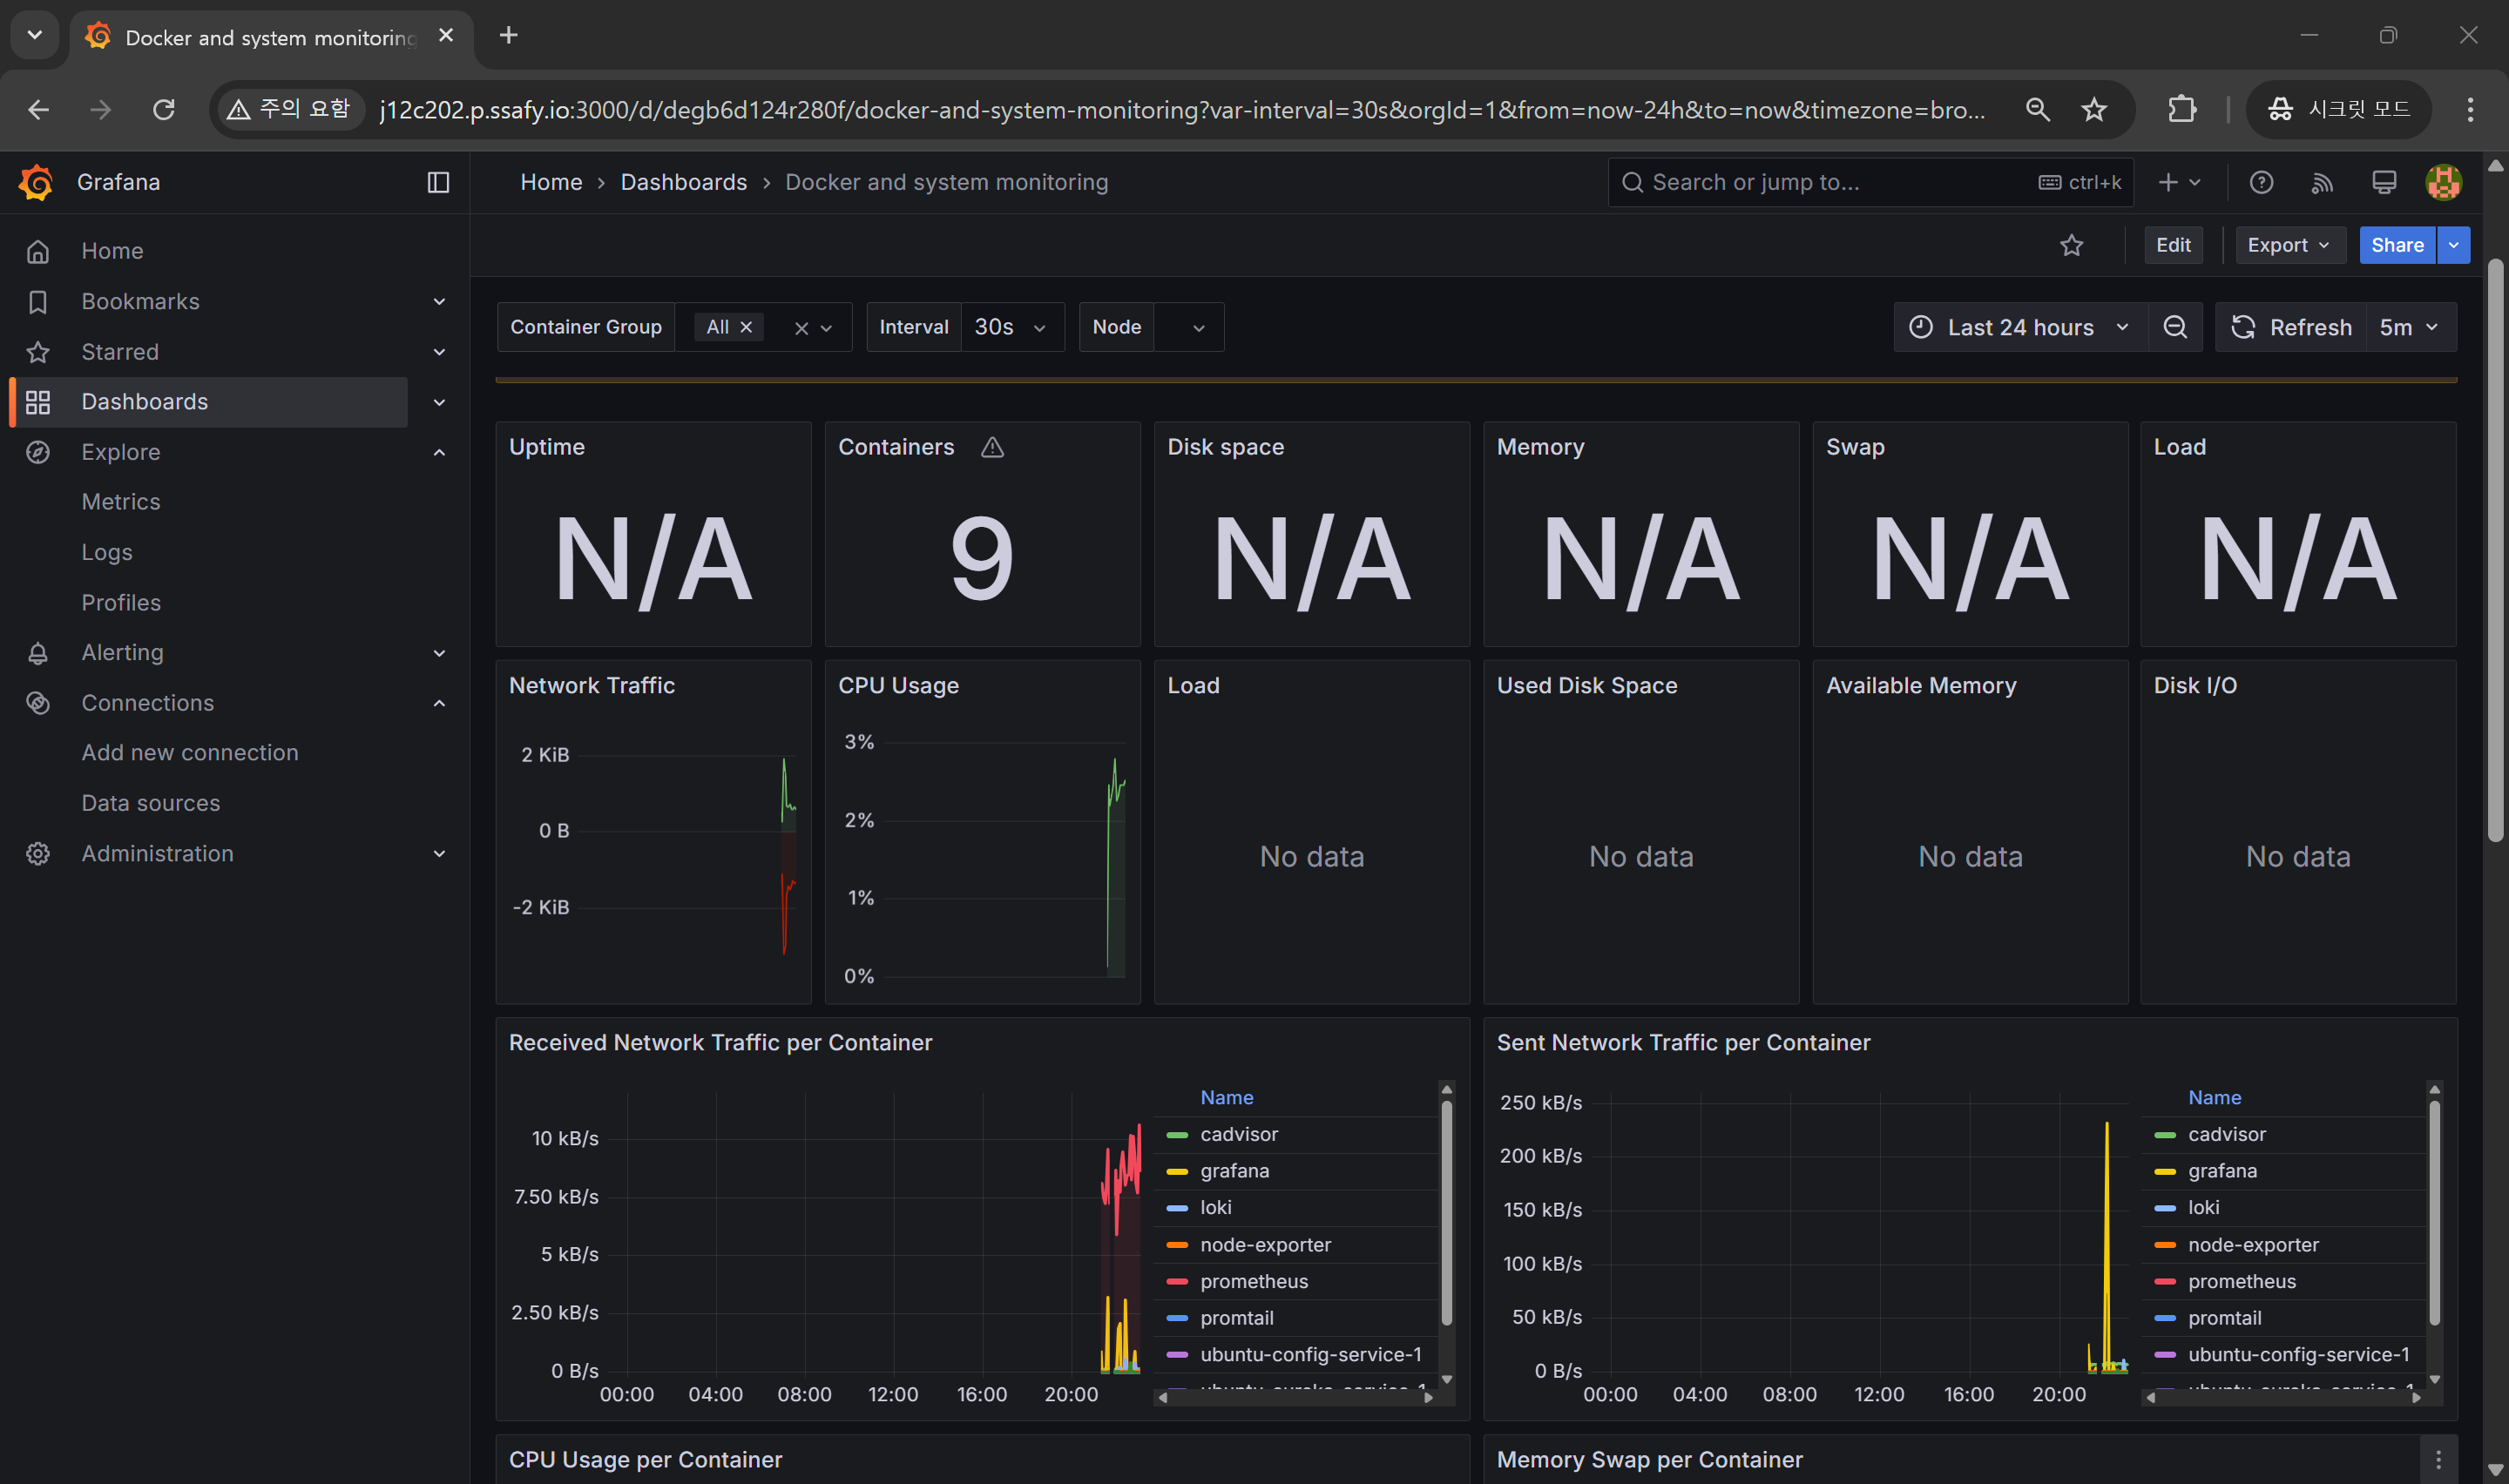 Docker and system monitoring
주의 요함
j12c202.p.ssafy.io:3000/d/degb6d124r280f/docker-and-system-monitoring?var-interval=30s&orgId=1&from=now-24h&to=now&timezone=bro...
시크릿 모드
Grafana
Home › Dashboards › Docker and system monitoring
Search or jump to...
ctrl+k
Home
Bookmarks
Starred
Dashboards
Explore
Metrics
Logs
Profiles
Alerting
Connections
Add new connection
Data sources
Administration
Edit
Export
Share
Container Group
All
Interval
30s
Node
Last 24 hours
Refresh
5m
Uptime
N/A
Containers
9
Disk space
N/A
Memory
N/A
Swap
N/A
Load
N/A
Network Traffic
2 KiB
0 B
-2 KiB
CPU Usage
3%
2%
1%
0%
Load
No data
Used Disk Space
No data
Available Memory
No data
Disk I/O
No data
Received Network Traffic per Container
10 kB/s
7.50 kB/s
5 kB/s
2.50 kB/s
0 B/s
00:00 04:00 08:00 12:00 16:00 20:00
Name
cadvisor
grafana
loki
node-exporter
prometheus
promtail
ubuntu-config-service-1
ubuntu-eureka-service-1
Sent Network Traffic per Container
250 kB/s
200 kB/s
150 kB/s
100 kB/s
50 kB/s
0 B/s
00:00 04:00 08:00 12:00 16:00 20:00
Name
cadvisor
grafana
loki
node-exporter
prometheus
promtail
ubuntu-config-service-1
ubuntu-eureka-service-1
CPU Usage per Container
Memory Swap per Container